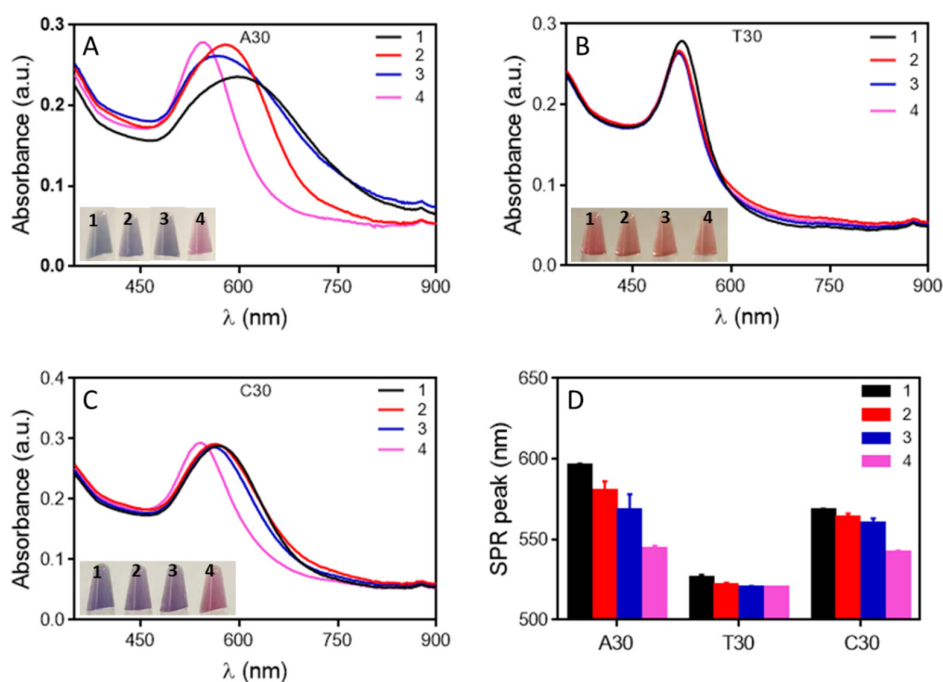 A
A30
1
2
3
4
0.3
0.2
0.1
0.0
Absorbance (a.u.)
1 2 3 4
450 600 750 900
λ (nm)
B
T30
1
2
3
4
0.3
0.2
0.1
0.0
Absorbance (a.u.)
1 2 3 4
450 600 750 900
λ (nm)
C
C30
1
2
3
4
0.4
0.3
0.2
0.1
0.0
Absorbance (a.u.)
1 2 3 4
450 600 750 900
λ (nm)
D
1
2
3
4
650
600
550
500
SPR peak (nm)
A30 T30 C30